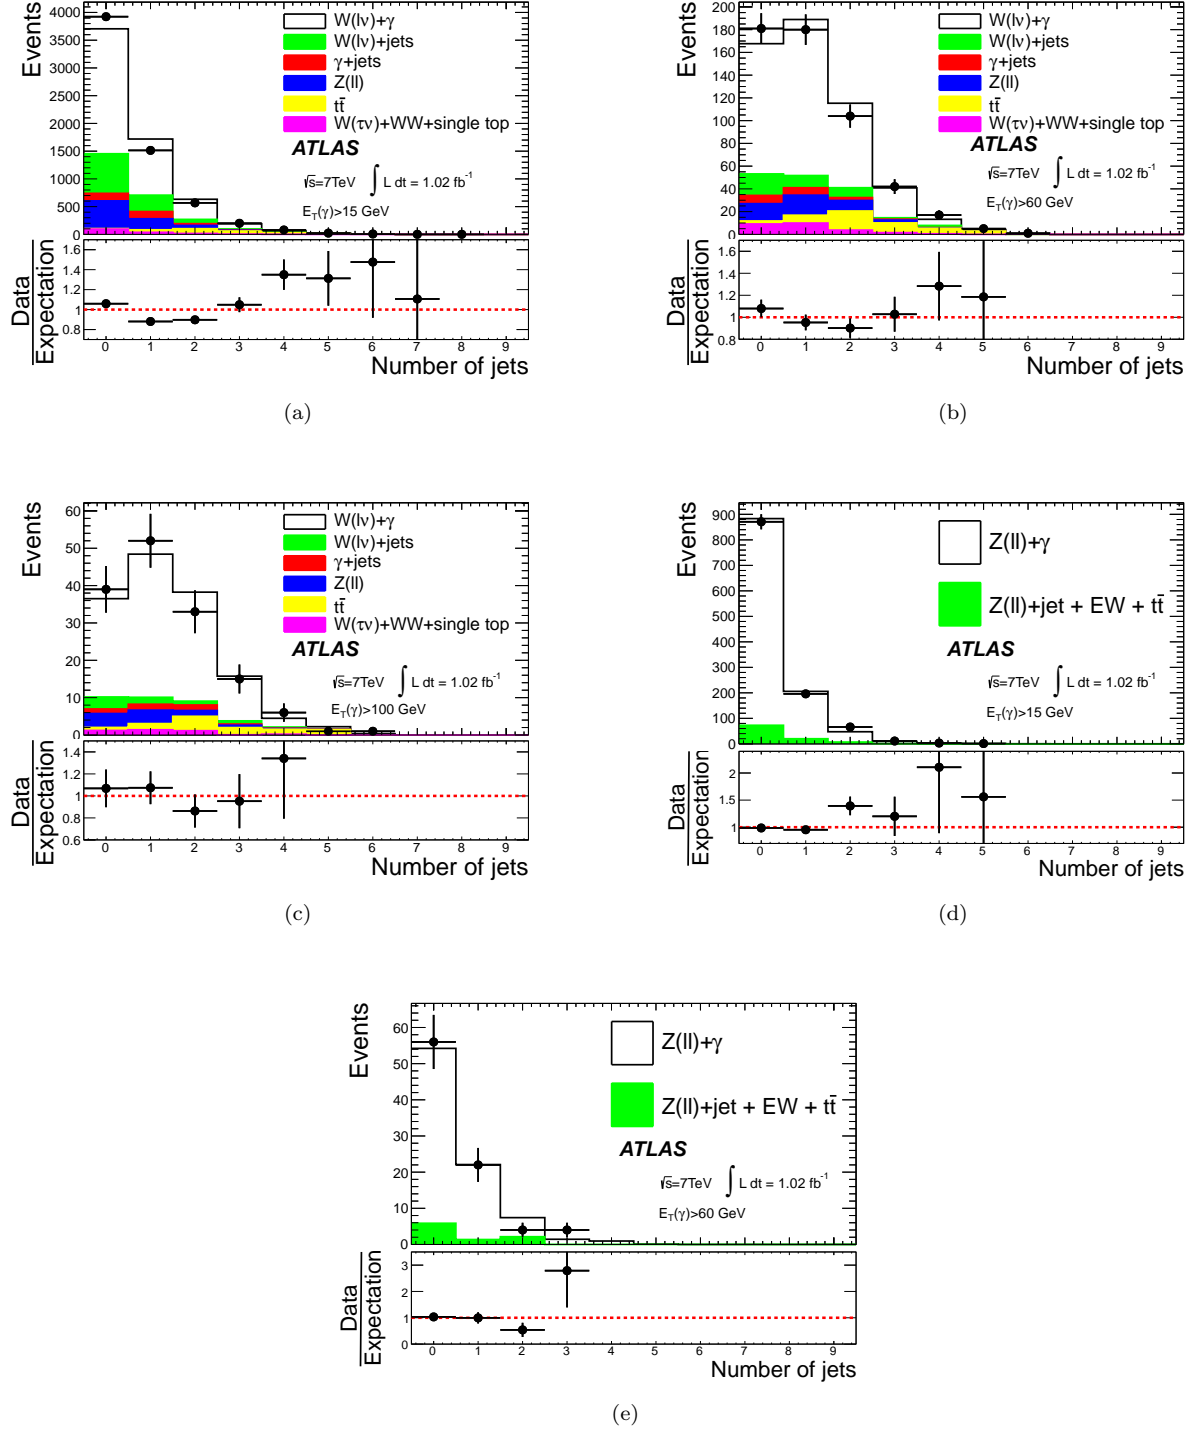 Events
4000
3500
3000
2500
2000
1500
1000
500
0
W(lν)+γ
W(lν)+jets
γ+jets
Z(ll)
tt̄
W(τν)+WW+single top
ATLAS
√s=7TeV ∫ L dt = 1.02 fb⁻¹
E_T(γ)>15 GeV
Data
Expectation
1.6
1.4
1.2
1
0.8
0 1 2 3 4 5 6 7 8 9
Number of jets
(a)
Events
200
180
160
140
120
100
80
60
40
20
0
W(lν)+γ
W(lν)+jets
γ+jets
Z(ll)
tt̄
W(τν)+WW+single top
ATLAS
√s=7TeV ∫ L dt = 1.02 fb⁻¹
E_T(γ)>60 GeV
Data
Expectation
1.6
1.4
1.2
1
0.8
0 1 2 3 4 5 6 7 8 9
Number of jets
(b)
Events
60
50
40
30
20
10
0
W(lν)+γ
W(lν)+jets
γ+jets
Z(ll)
tt̄
W(τν)+WW+single top
ATLAS
√s=7TeV ∫ L dt = 1.02 fb⁻¹
E_T(γ)>100 GeV
Data
Expectation
1.4
1.2
1
0.8
0.6
0 1 2 3 4 5 6 7 8 9
Number of jets
(c)
Events
900
800
700
600
500
400
300
200
100
0
Z(ll)+γ
Z(ll)+jet + EW + tt̄
ATLAS
√s=7TeV ∫ L dt = 1.02 fb⁻¹
E_T(γ)>15 GeV
Data
Expectation
2
1.5
1
0 1 2 3 4 5 6 7 8 9
Number of jets
(d)
Events
60
50
40
30
20
10
0
Z(ll)+γ
Z(ll)+jet + EW + tt̄
ATLAS
√s=7TeV ∫ L dt = 1.02 fb⁻¹
E_T(γ)>60 GeV
Data
Expectation
3
2
1
0
0 1 2 3 4 5 6 7 8 9
Number of jets
(e)